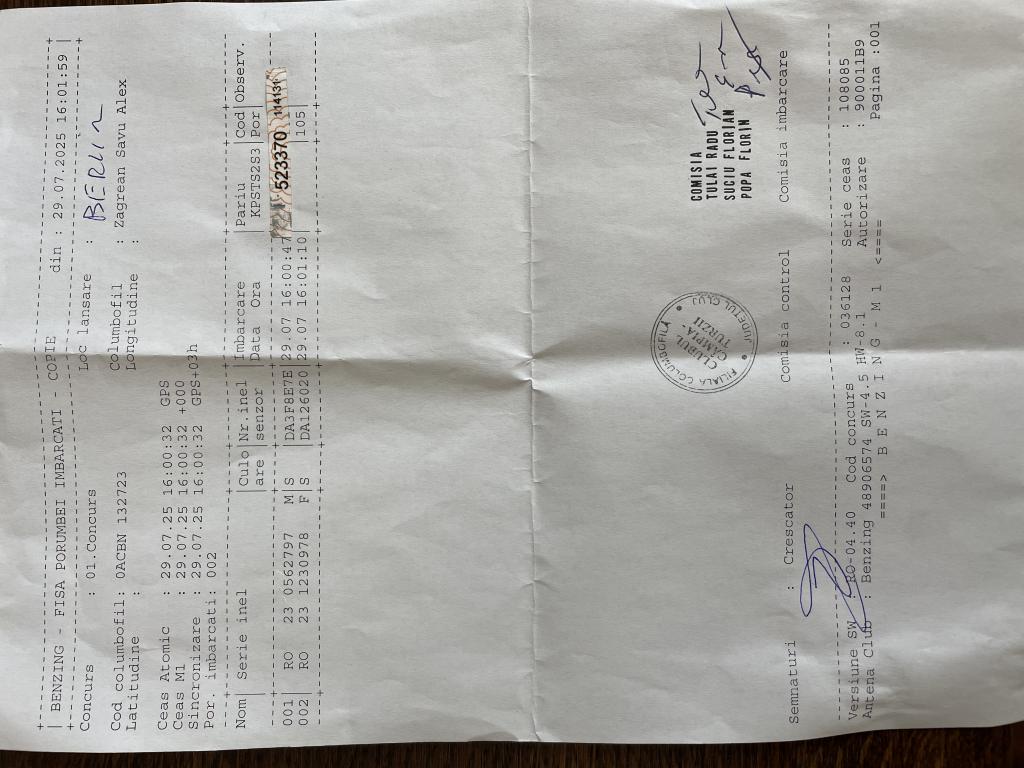 BENZING - FISA PORUMBEI IMBARCATI - COPIE din : 29.07.2025 16:01:59
Concurs : 01.Concurs Loc lansare : BERLIN
Cod columbofil: 0ACBN 132723 Columbofil : Zagrean Savu Alex
Latitudine : Longitudine :
Ceas Atomic : 29.07.25 16:00:32 GPS
Ceas M1 : 29.07.25 16:00:32 +000
Sincronizare : 29.07.25 16:00:32 GPS+03h
Por. imbarcati: 002
Nom| Serie inel |Culo|Nr.inel |Imbarcare |Pariu |Cod|Observ.
| |are |senzor |Data ora | KPSTS2S3|Por|
001| RO 23 0562797 M S |DA3F8E7E|29.07 16:00:47| 523370 114131
002| RO 23 1230978 F S |DA126020|29.07 16:01:10| |105|
COMISIA
TULAI RADU
SUCIU FLORIAN
POPA FLORIN
FILIALA COLUMBOFILA JUDETUL CLUJ
CLUBUL
CÂMPIA-
TURZII
Semnaturi : Crescator Comisia control Comisia imbarcare
Versiune SW : RO-04.40 Cod concurs : 036128 Serie ceas : 108085
Antena Club : Benzing 48906574 SW-4.5 HW-8.1 Autorizare : 900011B9
====> B E N Z I N G - M 1 <==== Pagina :001